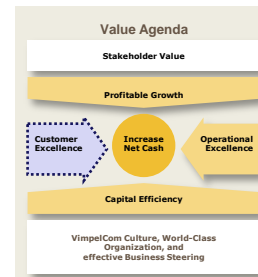 Value Agenda
Stakeholder Value
Profitable Growth
Customer
Excellence
Increase
Net Cash
Operational
Excellence
Capital Efficiency
VimpelCom Culture, World-Class
Organization, and
effective Business Steering